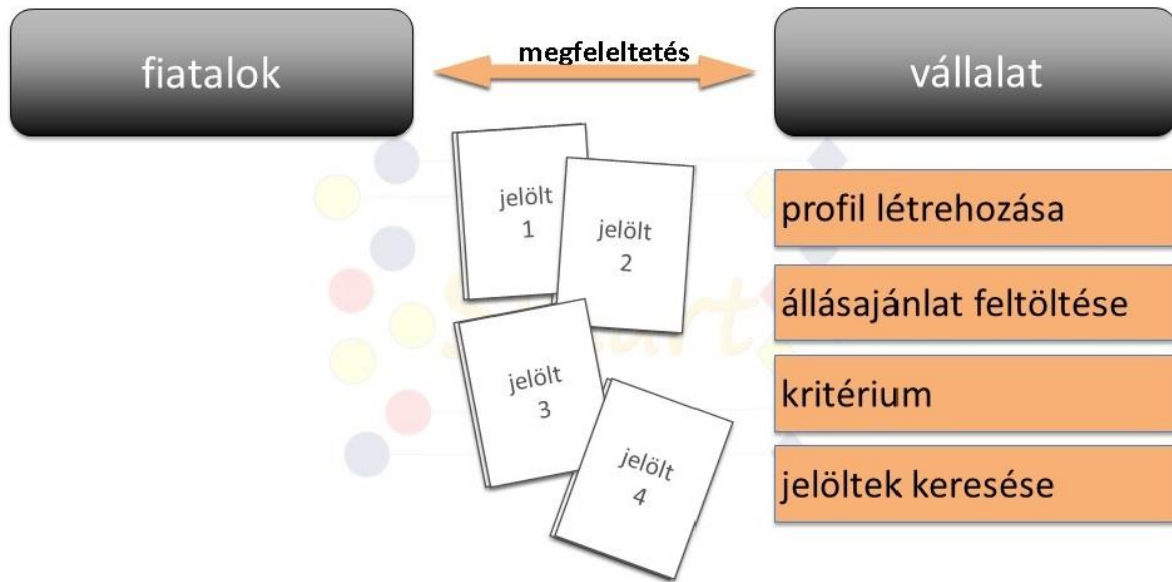 fiatalok
megfeleltetés
vállalat
jelölt
1
jelölt
2
jelölt
3
jelölt
4
profil létrehozása
állásajánlat feltöltése
kritérium
jelöltek keresése